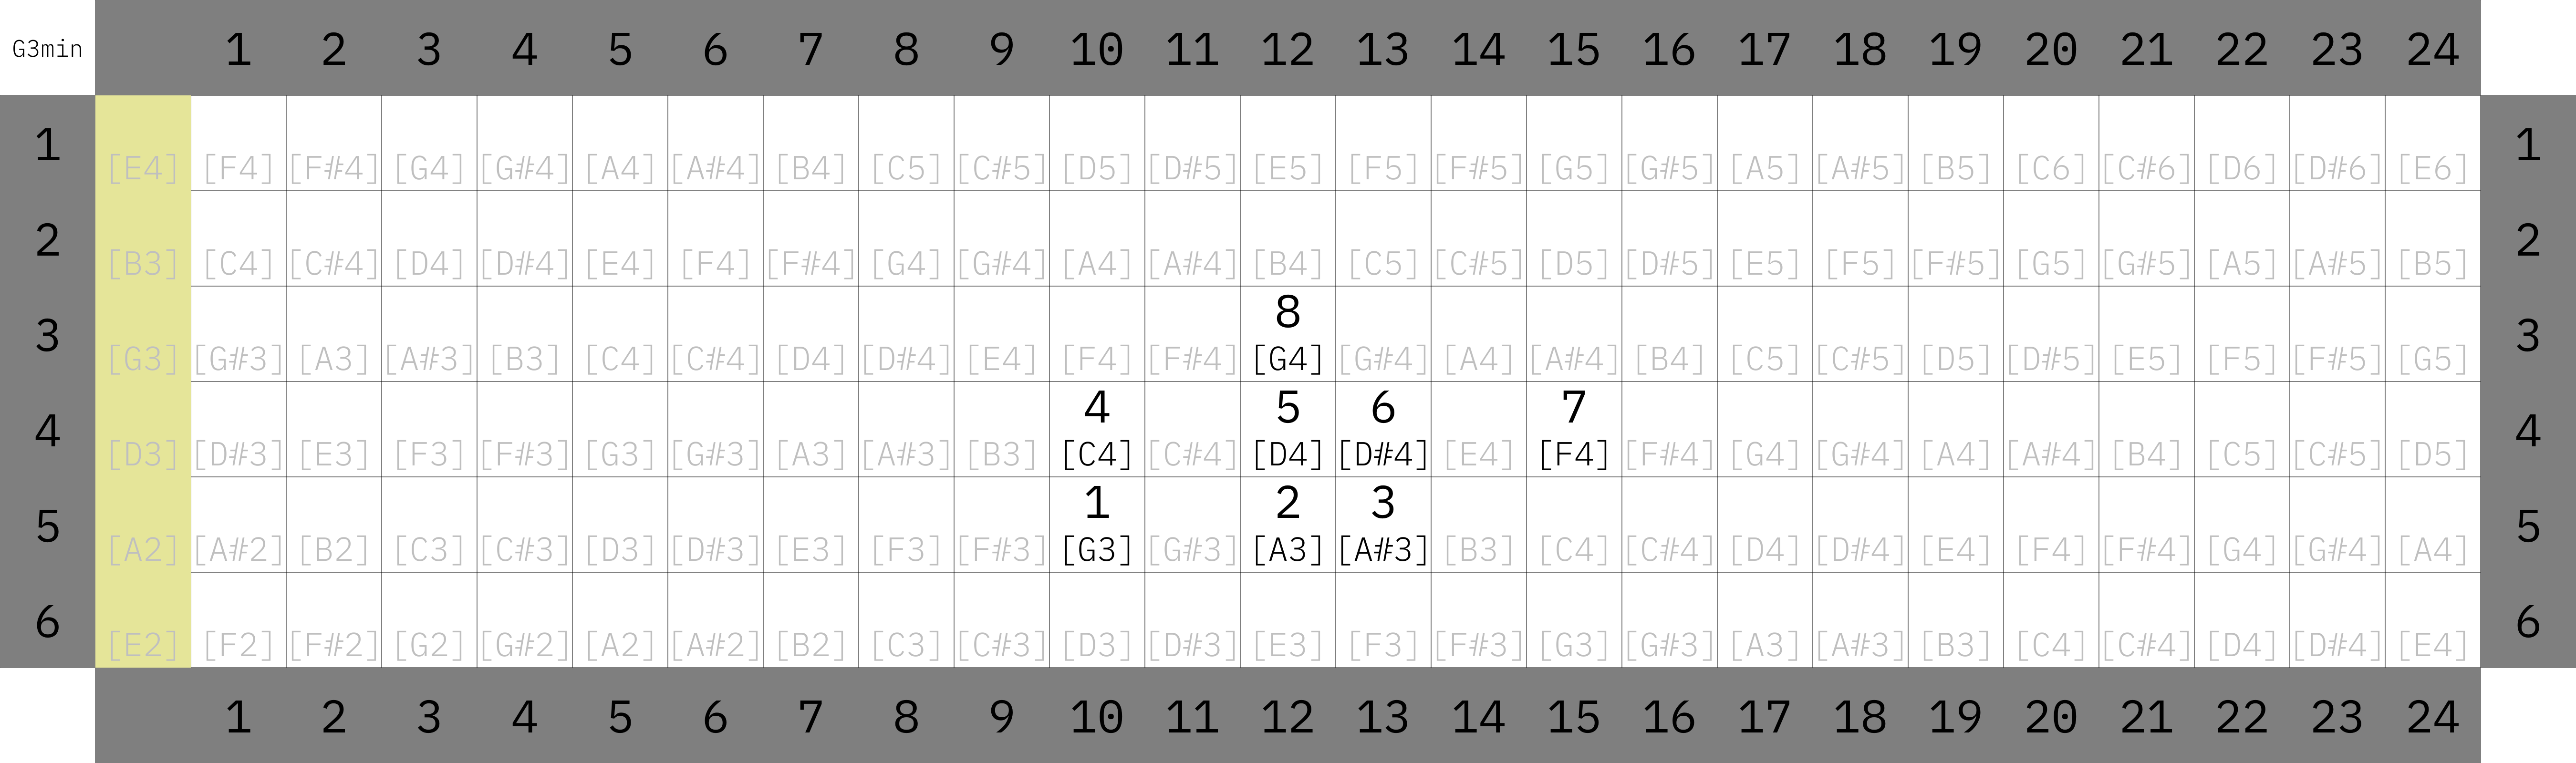 G3min 1 2 3 4 5 6 7 8 9 10 11 12 13 14 15 16 17 18 19 20 21 22 23 24
1 [E4] [F4] [F#4] [G4] [G#4] [A4] [A#4] [B4] [C5] [C#5] [D5] [D#5] [E5] [F5] [F#5] [G5] [G#5] [A5] [A#5] [B5] [C6] [C#6] [D6] [D#6] [E6] 1
2 [B3] [C4] [C#4] [D4] [D#4] [E4] [F4] [F#4] [G4] [G#4] [A4] [A#4] [B4] [C5] [C#5] [D5] [D#5] [E5] [F5] [F#5] [G5] [G#5] [A5] [A#5] [B5] 2
8
3 [G3] [G#3] [A3] [A#3] [B3] [C4] [C#4] [D4] [D#4] [E4] [F4] [F#4] [G4] [G#4] [A4] [A#4] [B4] [C5] [C#5] [D5] [D#5] [E5] [F5] [F#5] [G5] 3
4 5 6 7
4 [D3] [D#3] [E3] [F3] [F#3] [G3] [G#3] [A3] [A#3] [B3] [C4] [C#4] [D4] [D#4] [E4] [F4] [F#4] [G4] [G#4] [A4] [A#4] [B4] [C5] [C#5] [D5] 4
1 2 3
5 [A2] [A#2] [B2] [C3] [C#3] [D3] [D#3] [E3] [F3] [F#3] [G3] [G#3] [A3] [A#3] [B3] [C4] [C#4] [D4] [D#4] [E4] [F4] [F#4] [G4] [G#4] [A4] 5
6 [E2] [F2] [F#2] [G2] [G#2] [A2] [A#2] [B2] [C3] [C#3] [D3] [D#3] [E3] [F3] [F#3] [G3] [G#3] [A3] [A#3] [B3] [C4] [C#4] [D4] [D#4] [E4] 6
1 2 3 4 5 6 7 8 9 10 11 12 13 14 15 16 17 18 19 20 21 22 23 24